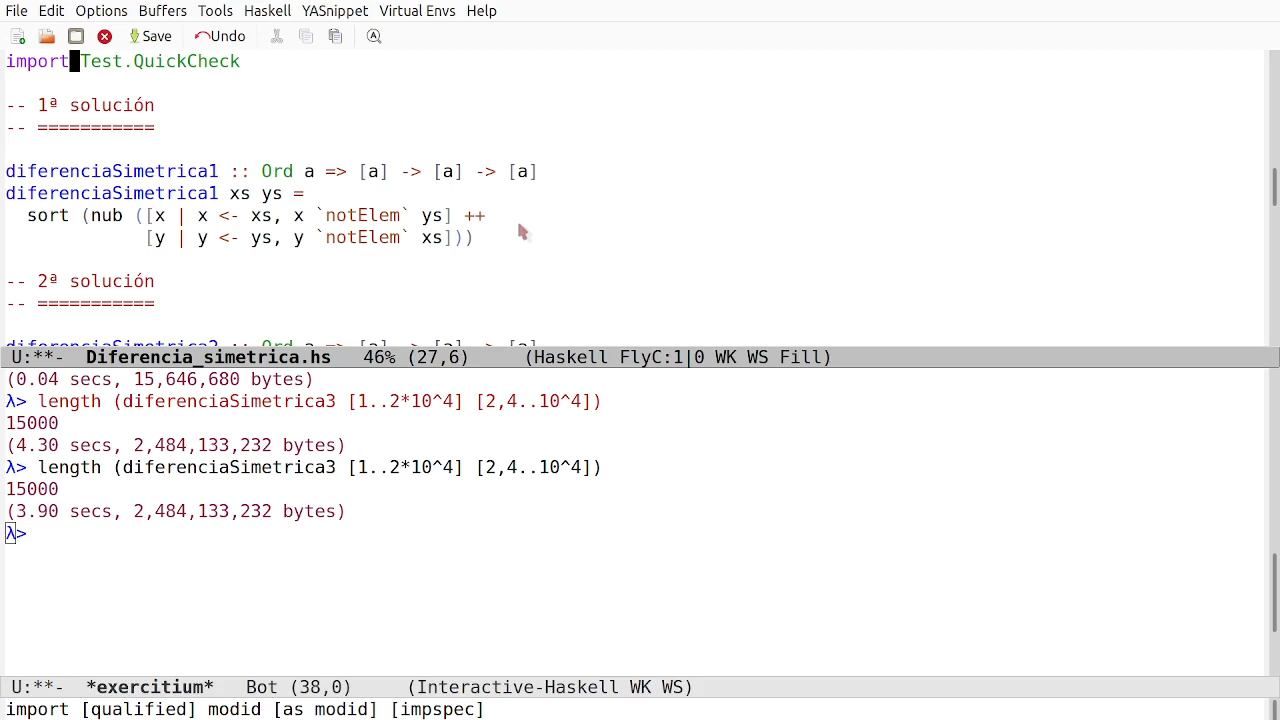 File Edit Options Buffers Tools Haskell YASnippet Virtual Envs Help
Save Undo
import Test.QuickCheck
-- 1ª solución
-- ===========
diferenciaSimetrica1 :: Ord a => [a] -> [a] -> [a]
diferenciaSimetrica1 xs ys =
  sort (nub ([x | x <- xs, x `notElem` ys] ++
             [y | y <- ys, y `notElem` xs]))
-- 2ª solución
-- ===========
diferenciaSimetrica2 :: Ord a => [a] -> [a] -> [a]
U:**-  Diferencia_simetrica.hs   46% (27,6)     (Haskell FlyC:1|0 WK WS Fill)
(0.04 secs, 15,646,680 bytes)
λ> length (diferenciaSimetrica3 [1..2*10^4] [2,4..10^4])
15000
(4.30 secs, 2,484,133,232 bytes)
λ> length (diferenciaSimetrica3 [1..2*10^4] [2,4..10^4])
15000
(3.90 secs, 2,484,133,232 bytes)
λ>
U:**-  *exercitium*   Bot (38,0)     (Interactive-Haskell WK WS)
import [qualified] modid [as modid] [impspec]